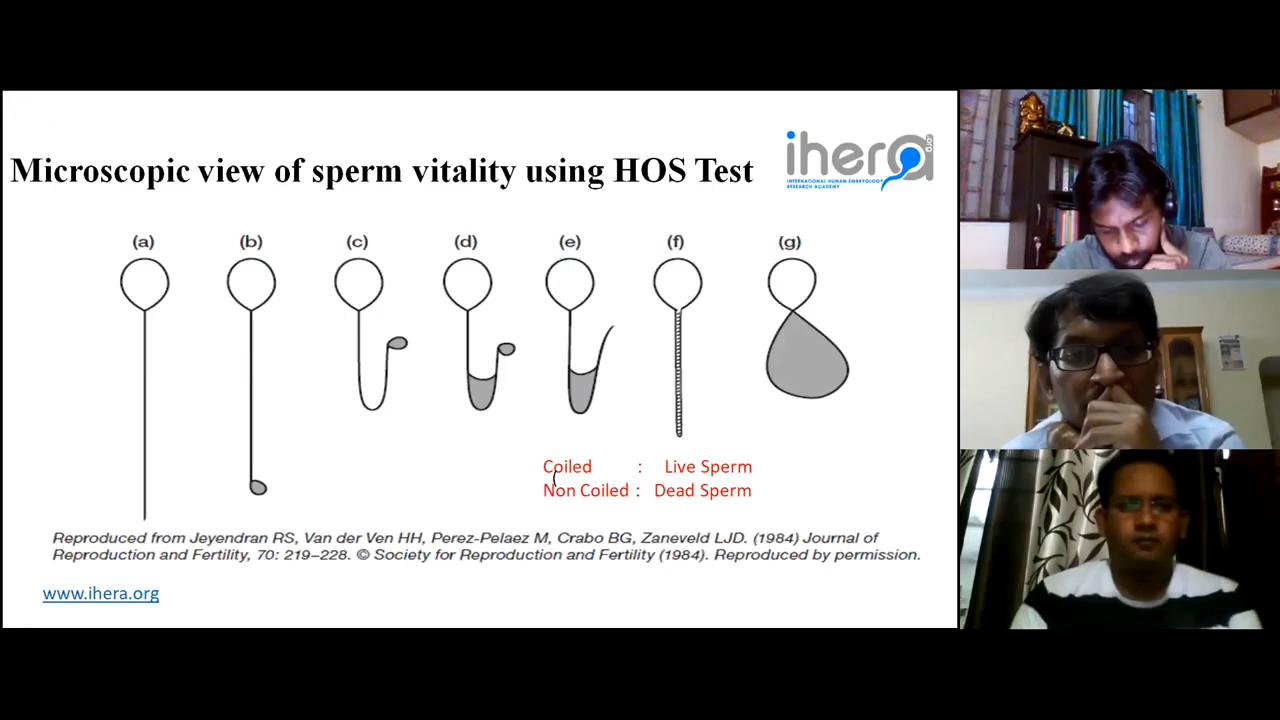 ihera
.org
INTERNATIONAL HUMAN EMBRYOLOGY
RESEARCH ACADEMY
Microscopic view of sperm vitality using HOS Test
(a) (b) (c) (d) (e) (f) (g)
Coiled : Live Sperm
Non Coiled : Dead Sperm
Reproduced from Jeyendran RS, Van der Ven HH, Perez-Pelaez M, Crabo BG, Zaneveld LJD. (1984) Journal of
Reproduction and Fertility, 70: 219–228. © Society for Reproduction and Fertility (1984). Reproduced by permission.
www.ihera.org